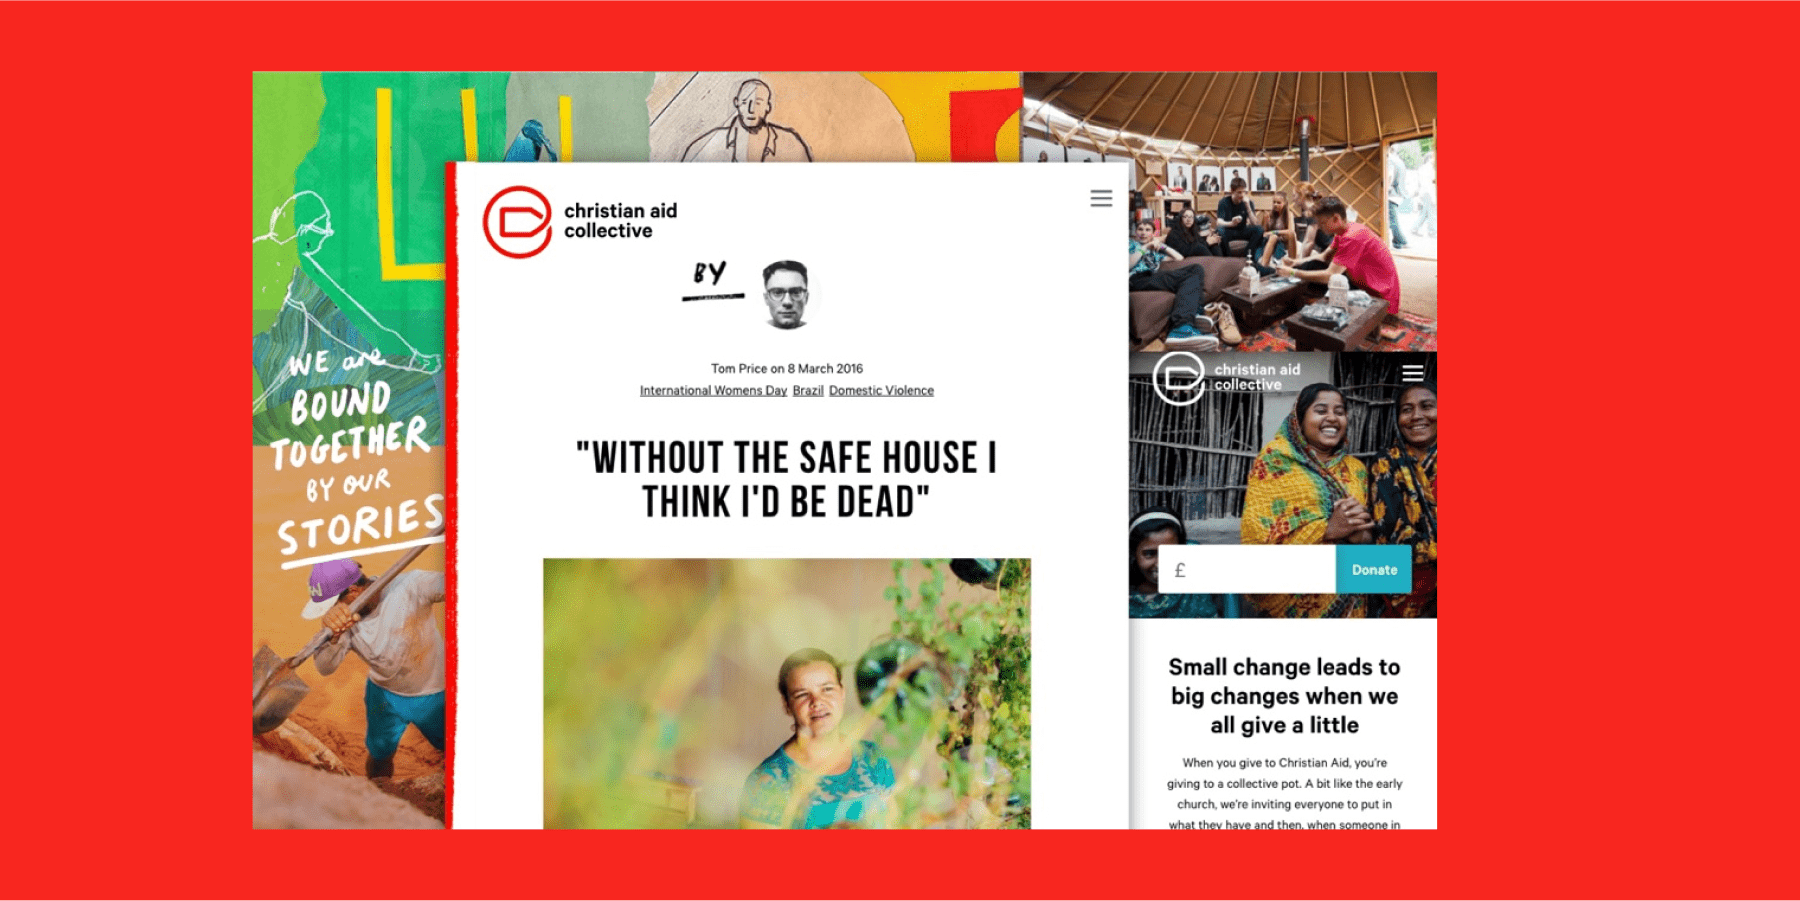 WE are
BOUND
TOGETHER
BY OUR
STORIES
christian aid
collective
BY
Tom Price on 8 March 2016
International Womens Day Brazil Domestic Violence
"WITHOUT THE SAFE HOUSE I
THINK I'D BE DEAD"
christian aid
collective
£
Donate
Small change leads to
big changes when we
all give a little
When you give to Christian Aid, you're
giving to a collective pot. A bit like the early
church, we're inviting everyone to put in
what they have and then, when someone in